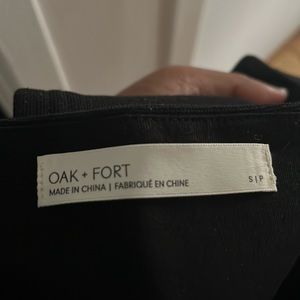 OAK + FORT
MADE IN CHINA | FABRIQUÉ EN CHINE
S | P